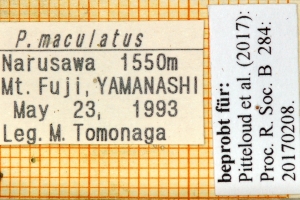 P. maculatus
Narusawa 1550m
Mt. Fuji, YAMANASHI
May 23, 1993
Leg. M. Tomonaga
beprobt für:
Pitteloud et al. (2017):
Proc. R. Soc. B 284:
20170208.